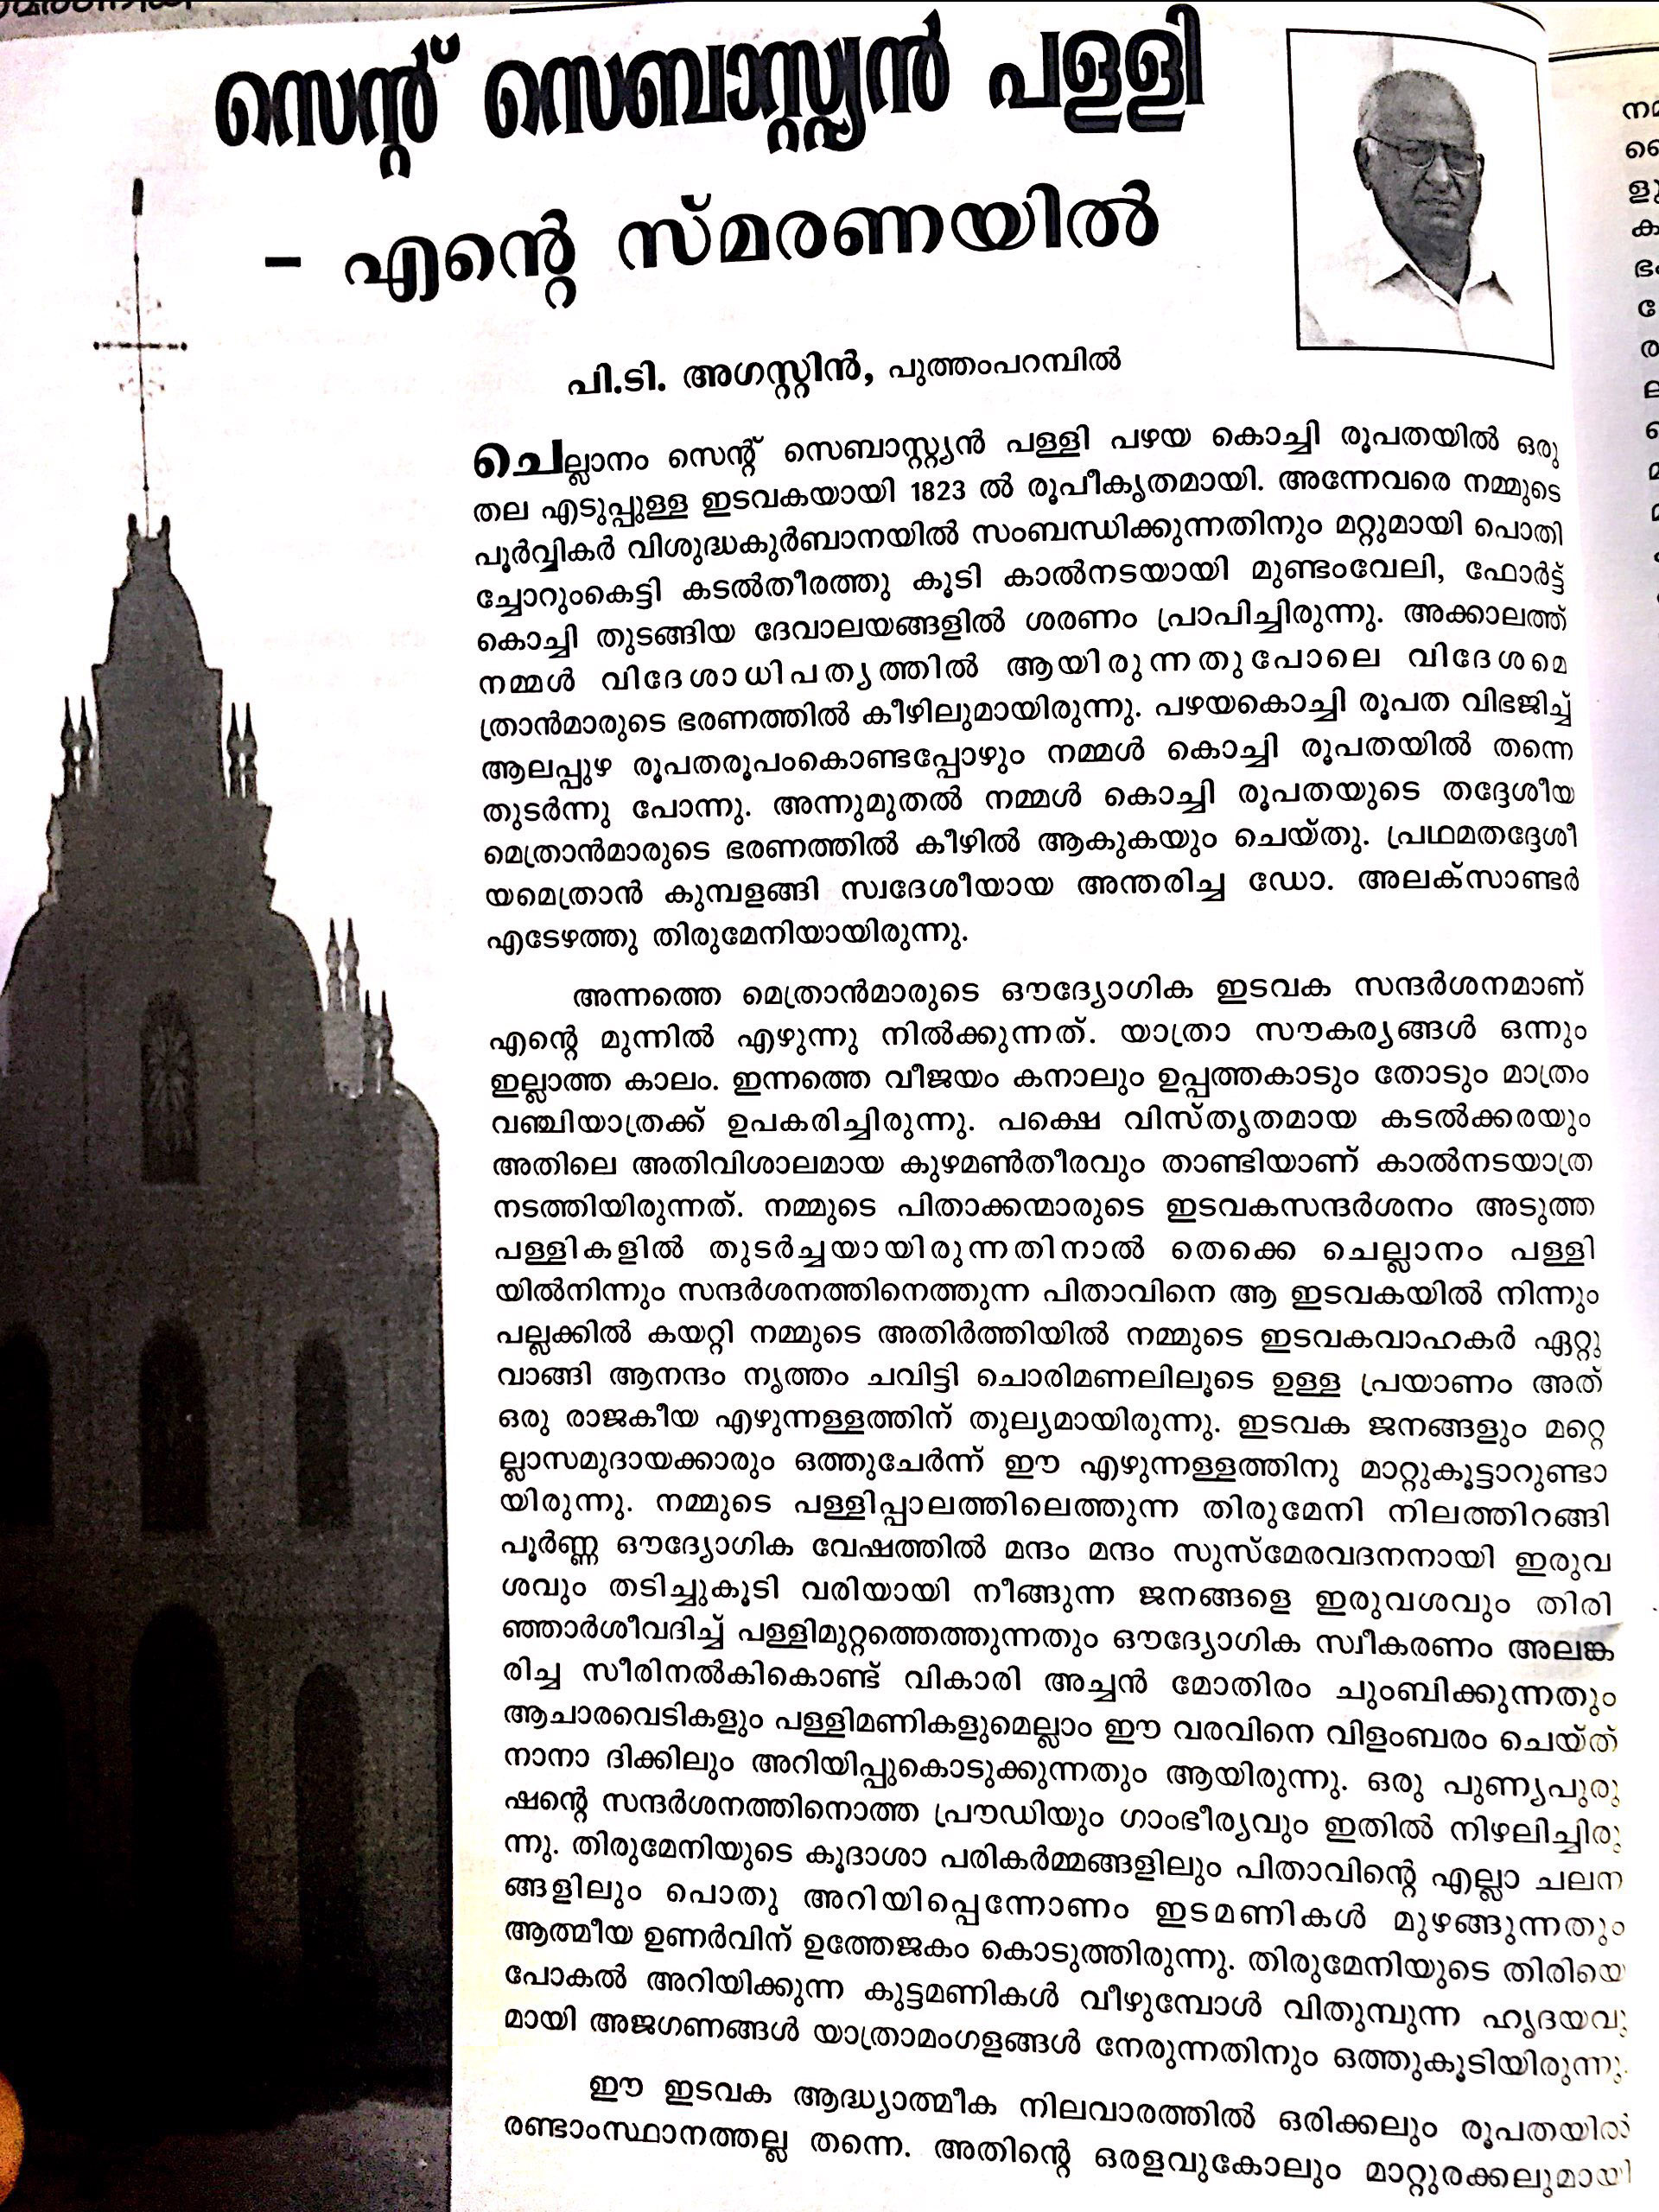 സെന്റ് സെബാസ്റ്റ്യൻ പള്ളി
– എന്റെ സ്മരണയിൽ
പി.ടി. അഗസ്റ്റിൻ, പുത്തംപറമ്പിൽ
ചെല്ലാനം സെന്റ് സെബാസ്റ്റ്യൻ പള്ളി പഴയ കൊച്ചി രൂപതയിൽ ഒരു
തല എടുപ്പുള്ള ഇടവകയായി 1823 ൽ രൂപീകൃതമായി. അന്നേവരെ നമ്മുടെ
പൂർവ്വികർ വിശുദ്ധകുർബാനയിൽ സംബന്ധിക്കുന്നതിനും മറ്റുമായി പൊതി
ച്ചോറുംകെട്ടി കടൽതീരത്തു കൂടി കാൽനടയായി മുണ്ടംവേലി, ഫോർട്ട്
കൊച്ചി തുടങ്ങിയ ദേവാലയങ്ങളിൽ ശരണം പ്രാപിച്ചിരുന്നു. അക്കാലത്ത്
നമ്മൾ വിദേശാധിപത്യത്തിൽ ആയിരുന്നതുപോലെ വിദേശമെ
ത്രാൻമാരുടെ ഭരണത്തിൽ കീഴിലുമായിരുന്നു. പഴയകൊച്ചി രൂപത വിഭജിച്ച്
ആലപ്പുഴ രൂപതരൂപംകൊണ്ടപ്പോഴും നമ്മൾ കൊച്ചി രൂപതയിൽ തന്നെ
തുടർന്നു പോന്നു. അന്നുമുതൽ നമ്മൾ കൊച്ചി രൂപതയുടെ തദ്ദേശീയ
മെത്രാൻമാരുടെ ഭരണത്തിൽ കീഴിൽ ആകുകയും ചെയ്തു. പ്രഥമതദ്ദേശീ
യമെത്രാൻ കുമ്പളങ്ങി സ്വദേശീയായ അന്തരിച്ച ഡോ. അലക്സാണ്ടർ
എടേഴത്തു തിരുമേനിയായിരുന്നു.
അന്നത്തെ മെത്രാൻമാരുടെ ഔദ്യോഗിക ഇടവക സന്ദർശനമാണ്
എന്റെ മുന്നിൽ എഴുന്നു നിൽക്കുന്നത്. യാത്രാ സൗകര്യങ്ങൾ ഒന്നും
ഇല്ലാത്ത കാലം. ഇന്നത്തെ വീജയം കനാലും ഉപ്പത്തകാടും തോടും മാത്രം
വഞ്ചിയാത്രക്ക് ഉപകരിച്ചിരുന്നു. പക്ഷെ വിസ്തൃതമായ കടൽക്കരയും
അതിലെ അതിവിശാലമായ കുഴമൺതീരവും താണ്ടിയാണ് കാൽനടയാത്ര
നടത്തിയിരുന്നത്. നമ്മുടെ പിതാക്കന്മാരുടെ ഇടവകസന്ദർശനം അടുത്ത
പള്ളികളിൽ തുടർച്ചയായിരുന്നതിനാൽ തെക്കെ ചെല്ലാനം പള്ളി
യിൽനിന്നും സന്ദർശനത്തിനെത്തുന്ന പിതാവിനെ ആ ഇടവകയിൽ നിന്നും
പല്ലക്കിൽ കയറ്റി നമ്മുടെ അതിർത്തിയിൽ നമ്മുടെ ഇടവകവാഹകർ ഏറ്റു
വാങ്ങി ആനന്ദം നൃത്തം ചവിട്ടി ചൊരിമണലിലൂടെ ഉള്ള പ്രയാണം അത്
ഒരു രാജകീയ എഴുന്നള്ളത്തിന് തുല്യമായിരുന്നു. ഇടവക ജനങ്ങളും മറ്റെ
ല്ലാസമുദായക്കാരും ഒത്തുചേർന്ന് ഈ എഴുന്നള്ളത്തിനു മാറ്റുകൂട്ടാറുണ്ടാ
യിരുന്നു. നമ്മുടെ പള്ളിപ്പാലത്തിലെത്തുന്ന തിരുമേനി നിലത്തിറങ്ങി
പൂർണ്ണ ഔദ്യോഗിക വേഷത്തിൽ മന്ദം മന്ദം സുസ്മേരവദനനായി ഇരുവ
ശവും തടിച്ചുകൂടി വരിയായി നീങ്ങുന്ന ജനങ്ങളെ ഇരുവശവും തിരി
ഞ്ഞാർശീവദിച്ച് പള്ളിമുറ്റത്തെത്തുന്നതും ഔദ്യോഗിക സ്വീകരണം അലങ്ക
രിച്ച സീരിനൽകികൊണ്ട് വികാരി അച്ചൻ മോതിരം ചുംബിക്കുന്നതും
ആചാരവെടികളും പള്ളിമണികളുമെല്ലാം ഈ വരവിനെ വിളംബരം ചെയ്ത്
നാനാ ദിക്കിലും അറിയിപ്പുകൊടുക്കുന്നതും ആയിരുന്നു. ഒരു പുണ്യപുരു
ഷന്റെ സന്ദർശനത്തിനൊത്ത പ്രൗഡിയും ഗാംഭീര്യവും ഇതിൽ നിഴലിച്ചിരു
ന്നു. തിരുമേനിയുടെ കൂദാശാ പരികർമ്മങ്ങളിലും പിതാവിന്റെ എല്ലാ ചലന
ങ്ങളിലും പൊതു അറിയിപ്പെന്നോണം ഇടമണികൾ മുഴങ്ങുന്നതും
ആത്മീയ ഉണർവിന് ഉത്തേജകം കൊടുത്തിരുന്നു. തിരുമേനിയുടെ തിരിയെ
പോകൽ അറിയിക്കുന്ന കുട്ടമണികൾ വീഴുമ്പോൾ വിതുമ്പുന്ന ഹൃദയവു
മായി അജഗണങ്ങൾ യാത്രാമംഗളങ്ങൾ നേരുന്നതിനും ഒത്തുകൂടിയിരുന്നു.
ഈ ഇടവക ആദ്ധ്യാത്മീക നിലവാരത്തിൽ ഒരിക്കലും രൂപതയിൽ
രണ്ടാംസ്ഥാനത്തല്ല തന്നെ. അതിന്റെ ഒരളവുകോലും മാറ്റുരക്കലുമായി